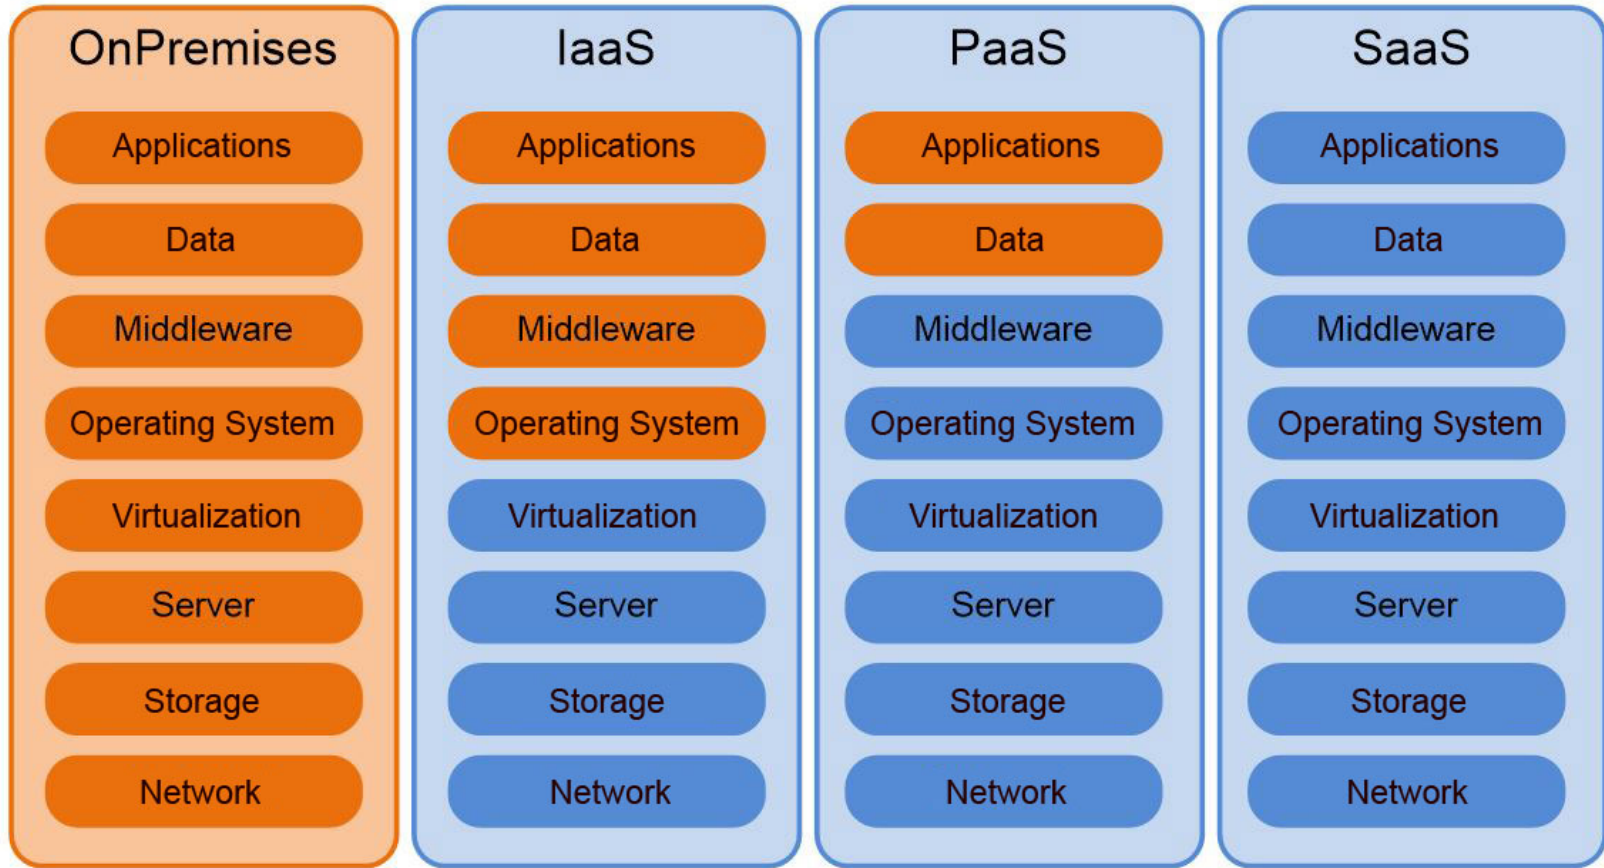 OnPremises
Applications
Data
Middleware
Operating System
Virtualization
Server
Storage
Network
IaaS
Applications
Data
Middleware
Operating System
Virtualization
Server
Storage
Network
PaaS
Applications
Data
Middleware
Operating System
Virtualization
Server
Storage
Network
SaaS
Applications
Data
Middleware
Operating System
Virtualization
Server
Storage
Network